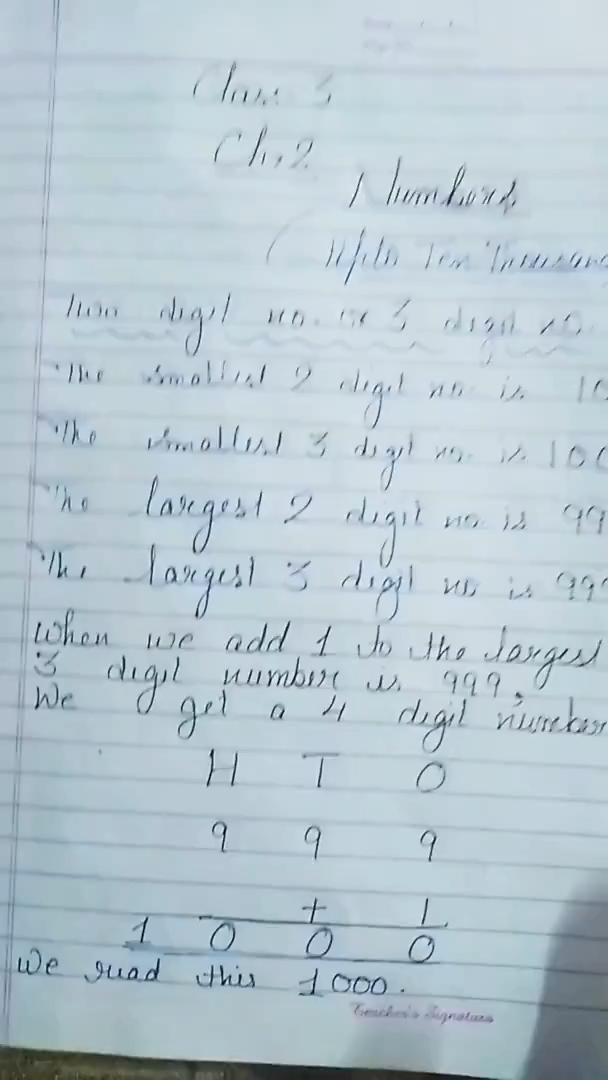 Class 3
Ch. 2
Numbers
( Upto Ten Thousan
Two digit no. or 3 digit no.
The smallest 2 digit no is 10
The smallest 3 digit no. is 100
The largest 2 digit no is 99
The largest 3 digit no is 999
When we add 1 to the largest
3 digit number is 999.
We get a 4 digit number
H T O
9 9 9
+ 1
1 0 0 0
We read this 1000.
Teacher's Signature